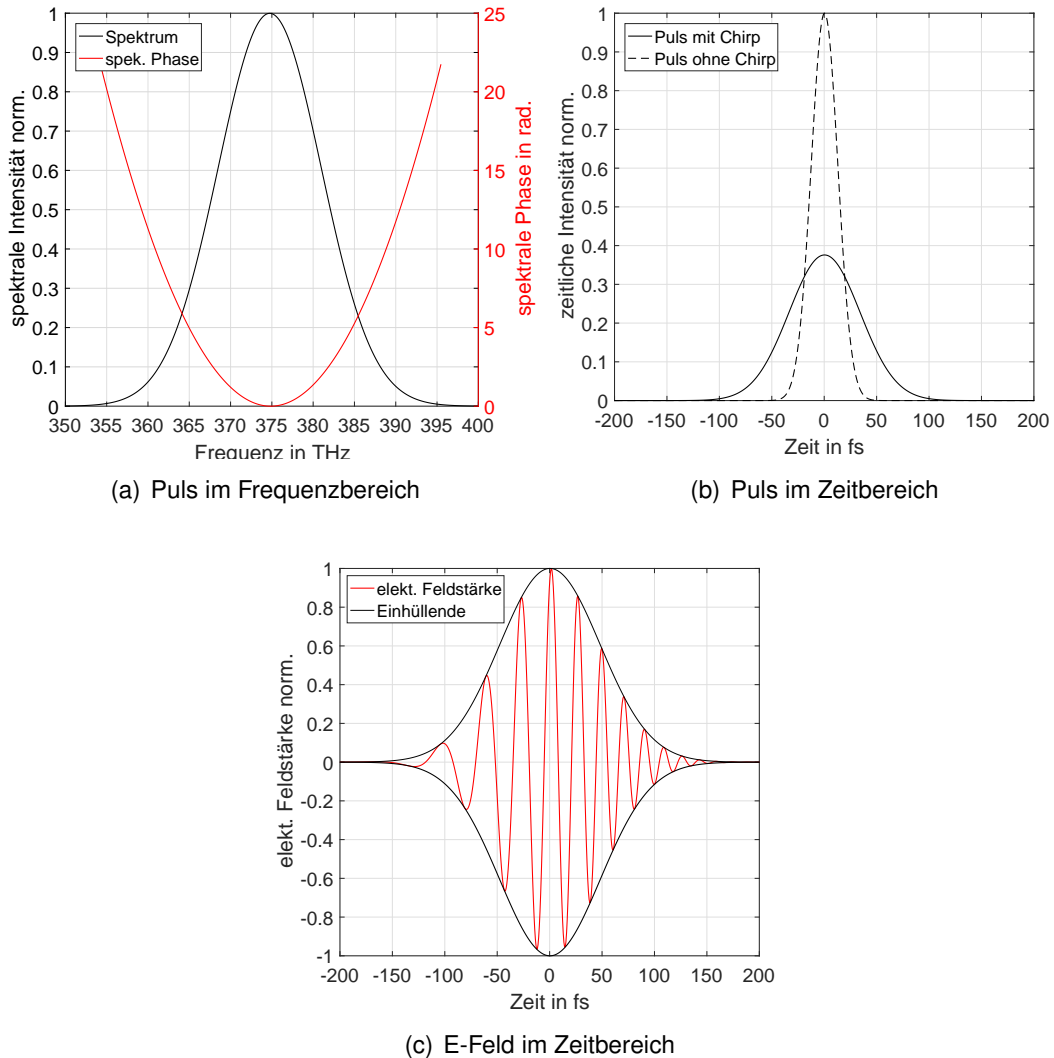 Spektrum
spek. Phase
spektrale Intensität norm.
1
0.9
0.8
0.7
0.6
0.5
0.4
0.3
0.2
0.1
0
25
20
15
10
5
0
spektrale Phase in rad.
350 355 360 365 370 375 380 385 390 395 400
Frequenz in THz
(a) Puls im Frequenzbereich
Puls mit Chirp
Puls ohne Chirp
zeitliche Intensität norm.
1
0.9
0.8
0.7
0.6
0.5
0.4
0.3
0.2
0.1
0
-200 -150 -100 -50 0 50 100 150 200
Zeit in fs
(b) Puls im Zeitbereich
elekt. Feldstärke
Einhüllende
elekt. Feldstärke norm.
1
0.8
0.6
0.4
0.2
0
-0.2
-0.4
-0.6
-0.8
-1
-200 -150 -100 -50 0 50 100 150 200
Zeit in fs
(c) E-Feld im Zeitbereich